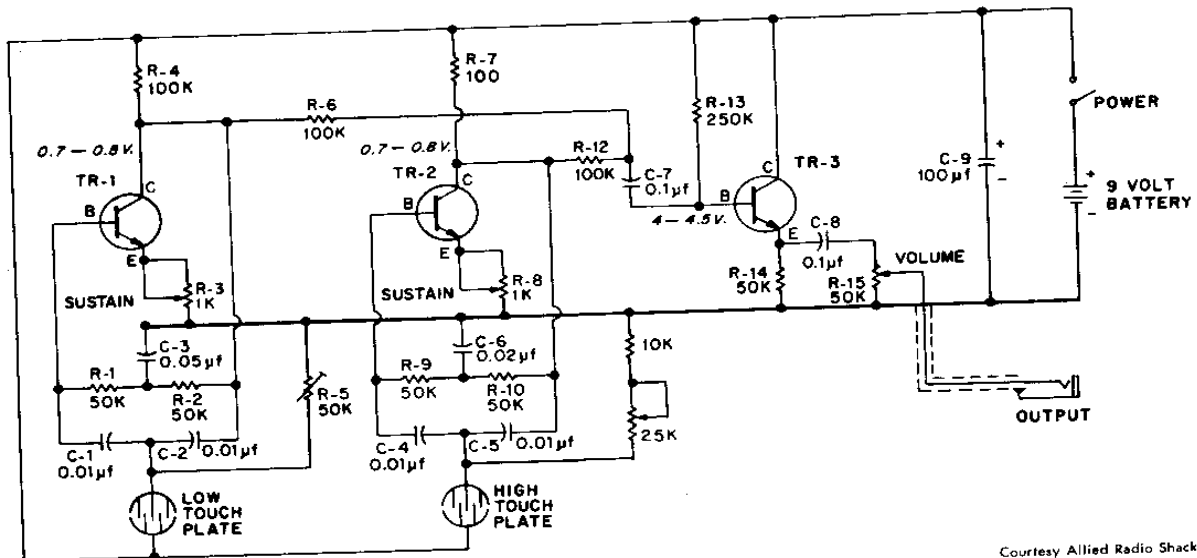 R-4
100K
R-7
100
R-6
100K
R-13
250K
POWER
0.7 – 0.8 V.
0.7 – 0.8 V.
R-12
100K
C-7
0.1µf
TR-3
C-9
100µf
+
−
+
−
9 VOLT
BATTERY
TR-1
C
B
E
TR-2
C
B
E
C
B
E
4 – 4.5V.
C-8
0.1µf
VOLUME
R-14
50K
R-15
50K
SUSTAIN
R-3
1K
SUSTAIN
R-8
1K
C-3
0.05µf
C-6
0.02µf
10K
R-1
50K
R-2
50K
R-5
50K
R-9
50K
R-10
50K
25K
OUTPUT
C-1
0.01µf
C-2
0.01µf
C-4
0.01µf
C-5
0.01µf
LOW
TOUCH
PLATE
HIGH
TOUCH
PLATE
Courtesy Allied Radio Shack